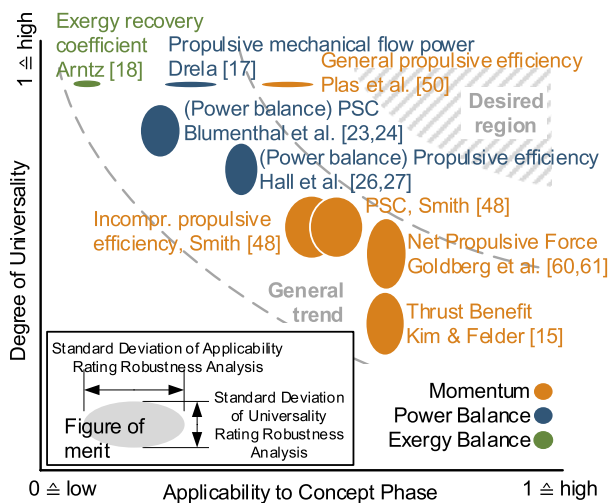 Exergy recovery
coefficient
Arntz [18]
Propulsive mechanical flow power
Drela [17]
General propulsive efficiency
Plas et al. [50]
Desired
region
(Power balance) PSC
Blumenthal et al. [23,24]
(Power balance) Propulsive efficiency
Hall et al. [26,27]
Incompr. propulsive
efficiency, Smith [48]
PSC, Smith [48]
Net Propulsive Force
Goldberg et al. [60,61]
General
trend
Thrust Benefit
Kim & Felder [15]
Standard Deviation of Applicability
Rating Robustness Analysis
Standard Deviation
of Universality
Rating Robustness
Analysis
Figure of
merit
Momentum
Power Balance
Exergy Balance
1 ≙ high
Degree of Universality
0 ≙ low
Applicability to Concept Phase
1 ≙ high